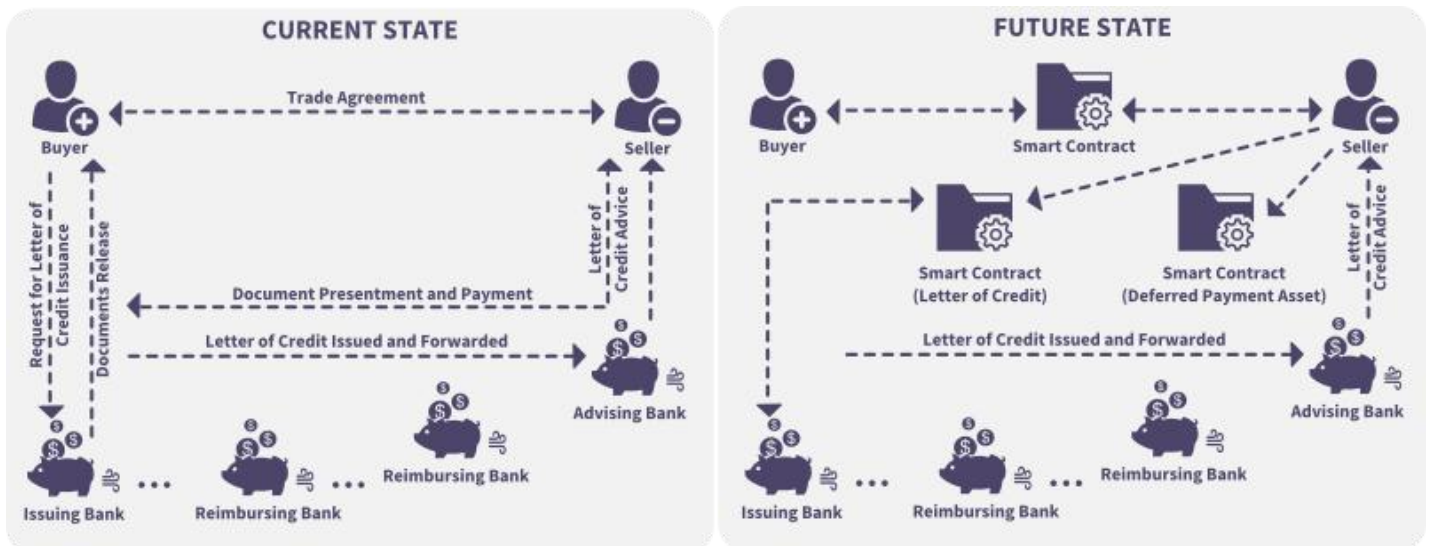 CURRENT STATE
Trade Agreement
Buyer
Seller
Request for Letter of
Credit Issuance
Documents Release
Letter of
Credit Advice
Document Presentment and Payment
Letter of Credit Issued and Forwarded
Advising Bank
Reimbursing Bank
Issuing Bank
Reimbursing Bank
FUTURE STATE
Buyer
Smart Contract
Seller
Smart Contract
(Letter of Credit)
Smart Contract
(Deferred Payment Asset)
Letter of
Credit Advice
Letter of Credit Issued and Forwarded
Advising Bank
Reimbursing Bank
Issuing Bank
Reimbursing Bank